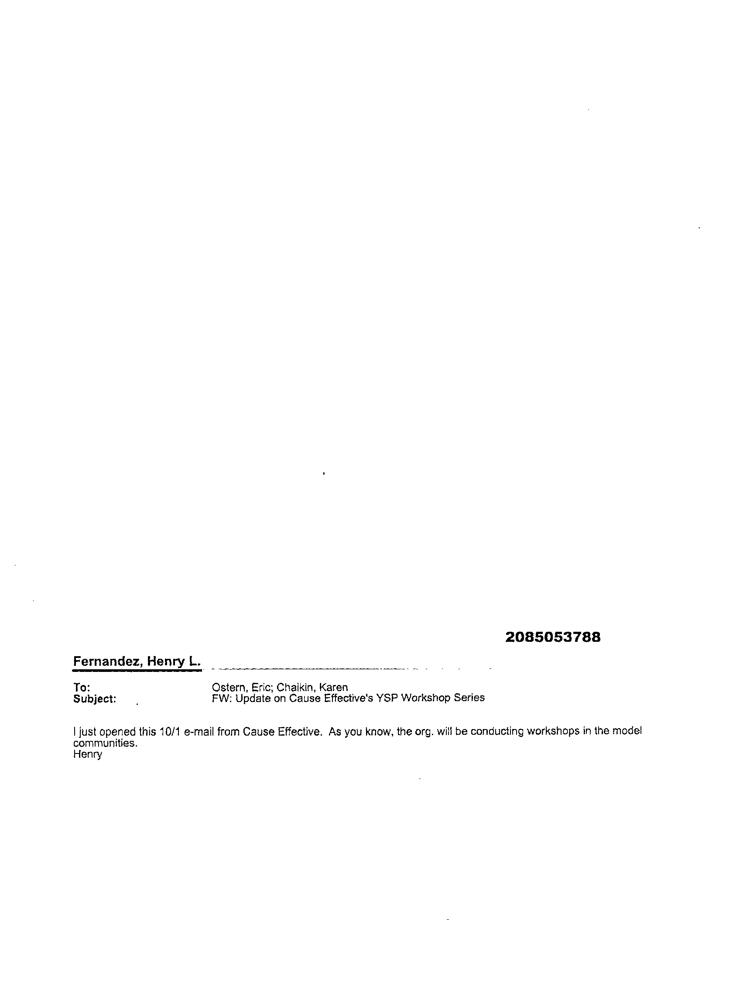 2085053788
Fernandez, Henry L.
To: Ostern, Eric; Chaikin, Karen
Subject: FW: Update on Cause Effective's YSP Workshop Series
I just opened this 10/1 e-mail from Cause Effective. As you know, the org. will be conducting workshops in the model
communities.
Henry